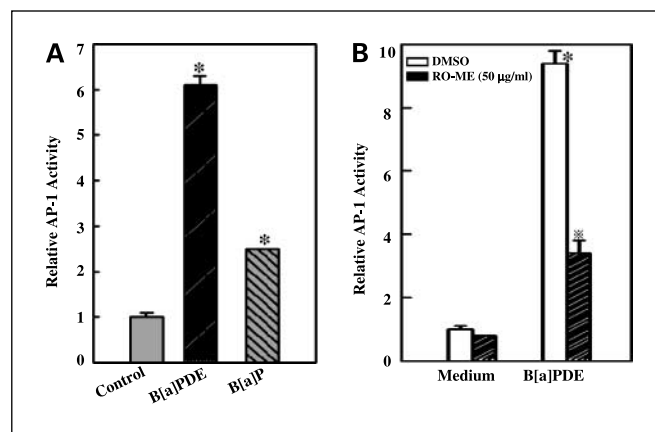 A
Relative AP-1 Activity
7
6
5
4
3
2
1
0
*
*
Control
B[a]PDE
B[a]P
B
Relative AP-1 Activity
10
8
6
4
2
0
DMSO
RO-ME (50 µg/ml)
*
※
Medium
B[a]PDE